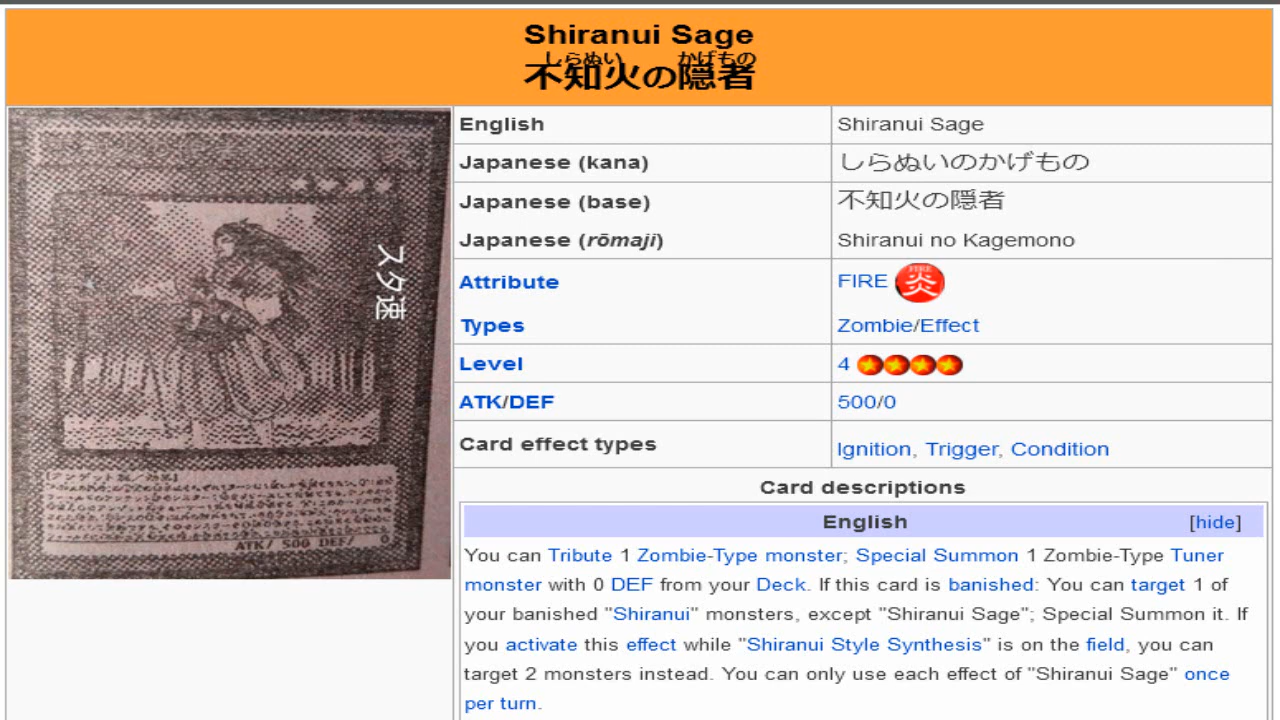 Shiranui Sage
しらぬい かげもの
不知火の隠者
スタ速
ATK/ 500 DEF/ 0
English Shiranui Sage
Japanese (kana) しらぬいのかげもの
Japanese (base) 不知火の隠者
Japanese (rōmaji) Shiranui no Kagemono
Attribute FIRE FIRE 炎
Types Zombie/Effect
Level 4
ATK/DEF 500/0
Card effect types Ignition, Trigger, Condition
Card descriptions
English [hide]
You can Tribute 1 Zombie-Type monster; Special Summon 1 Zombie-Type Tuner
monster with 0 DEF from your Deck. If this card is banished: You can target 1 of
your banished "Shiranui" monsters, except "Shiranui Sage"; Special Summon it. If
you activate this effect while "Shiranui Style Synthesis" is on the field, you can
target 2 monsters instead. You can only use each effect of "Shiranui Sage" once
per turn.